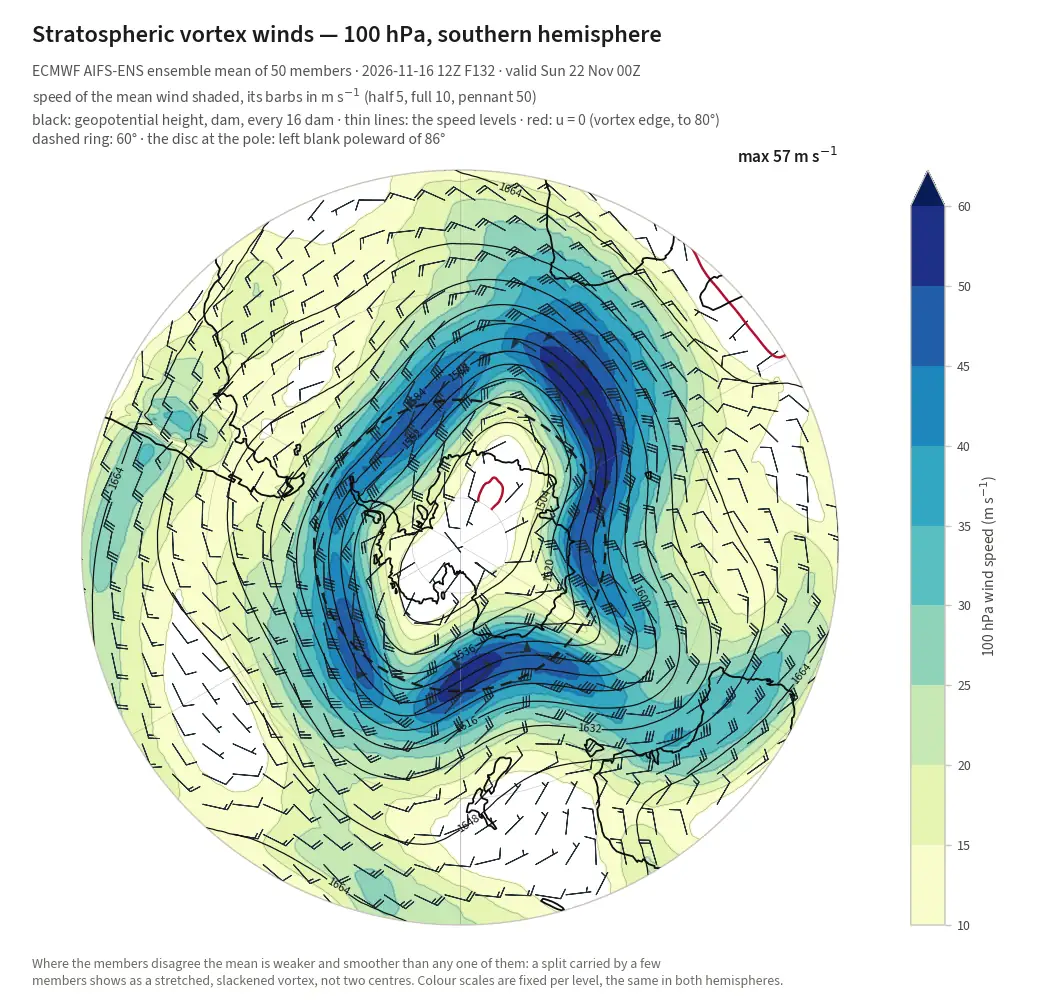 Stratospheric vortex winds — 100 hPa, southern hemisphere
ECMWF AIFS-ENS ensemble mean of 50 members · 2026-11-16 12Z F132 · valid Sun 22 Nov 00Z
speed of the mean wind shaded, its barbs in m s⁻¹ (half 5, full 10, pennant 50)
black: geopotential height, dam, every 16 dam · thin lines: the speed levels · red: u = 0 (vortex edge, to 80°)
dashed ring: 60° · the disc at the pole: left blank poleward of 86°
max 57 m s⁻¹
1664
1664
1584
1504
1520
1600
1536
1616
1632
1664
1648
1664
60
50
45
40
35
30
25
20
15
10
100 hPa wind speed (m s⁻¹)
Where the members disagree the mean is weaker and smoother than any one of them: a split carried by a few
members shows as a stretched, slackened vortex, not two centres. Colour scales are fixed per level, the same in both hemispheres.